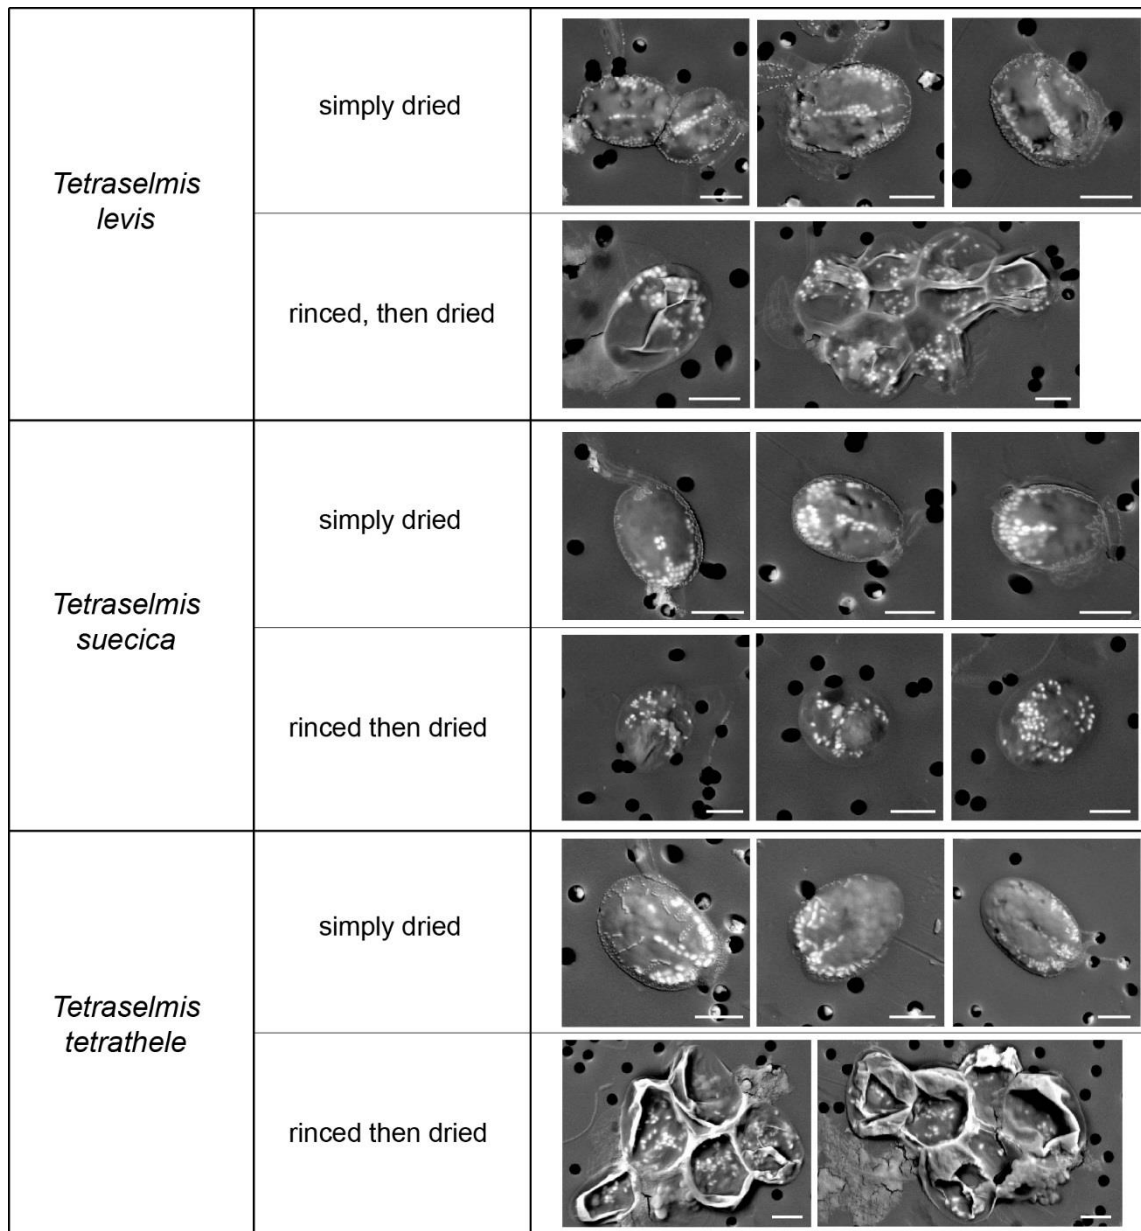 Tetraselmis
levis
simply dried
rinced, then dried
Tetraselmis
suecica
simply dried
rinced then dried
Tetraselmis
tetrathele
simply dried
rinced then dried